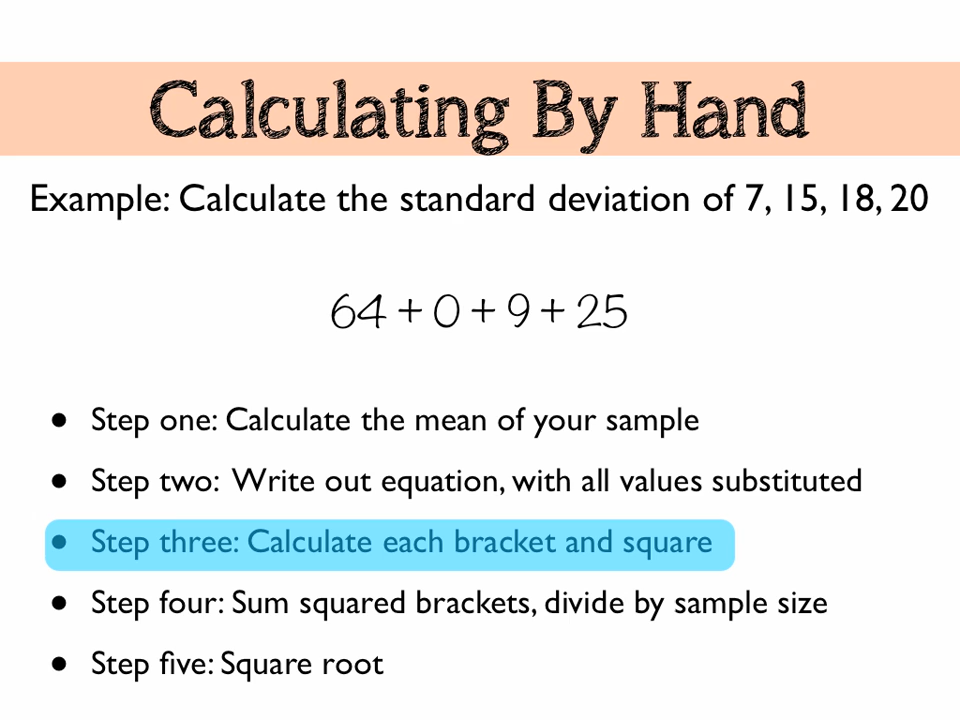 Calculating By Hand
Example: Calculate the standard deviation of 7, 15, 18, 20
64 + 0 + 9 + 25
• Step one: Calculate the mean of your sample
• Step two: Write out equation, with all values substituted
• Step three: Calculate each bracket and square
• Step four: Sum squared brackets, divide by sample size
• Step five: Square root